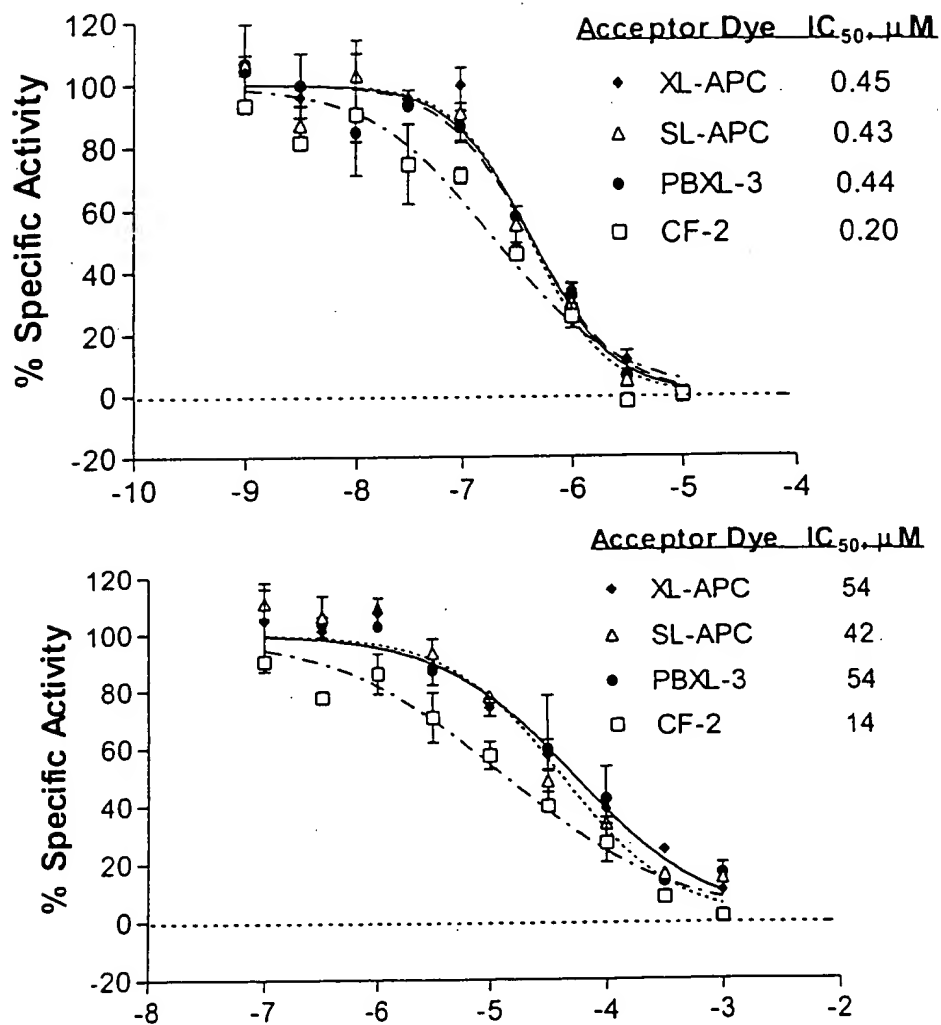 Acceptor Dye IC50, µM
XL-APC 0.45
SL-APC 0.43
PBXL-3 0.44
CF-2 0.20
% Specific Activity
120
100
80
60
40
20
0
-20
-10 -9 -8 -7 -6 -5 -4
Acceptor Dye IC50, µM
XL-APC 54
SL-APC 42
PBXL-3 54
CF-2 14
% Specific Activity
120
100
80
60
40
20
0
-20
-8 -7 -6 -5 -4 -3 -2